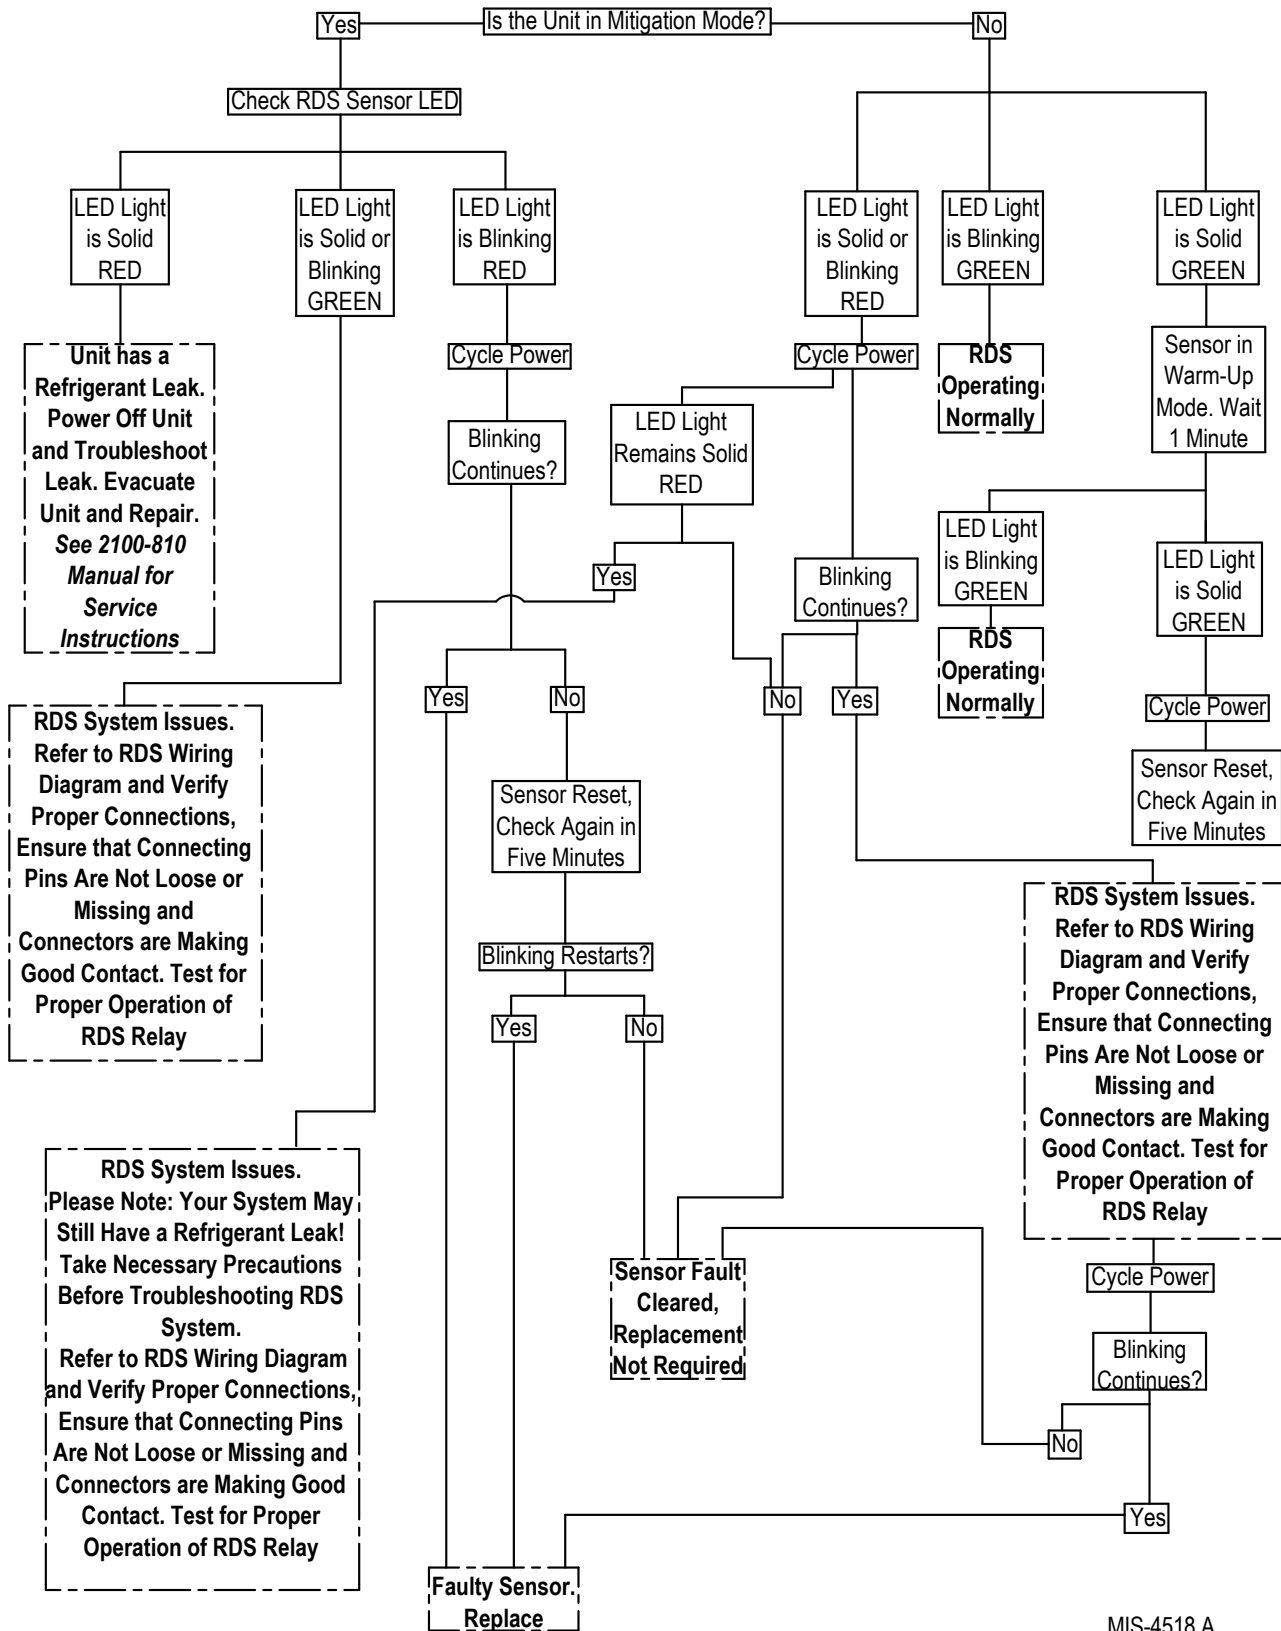 Is the Unit in Mitigation Mode?
Yes
No
Check RDS Sensor LED
LED Light
is Solid
RED
LED Light
is Solid or
Blinking
GREEN
LED Light
is Blinking
RED
LED Light
is Solid or
Blinking
RED
LED Light
is Blinking
GREEN
LED Light
is Solid
GREEN
Unit has a
Refrigerant Leak.
Power Off Unit
and Troubleshoot
Leak. Evacuate
Unit and Repair.
See 2100-810
Manual for
Service
Instructions
Cycle Power
Blinking
Continues?
Cycle Power
LED Light
Remains Solid
RED
RDS
Operating
Normally
Sensor in
Warm-Up
Mode. Wait
1 Minute
Yes
Blinking
Continues?
LED Light
is Blinking
GREEN
LED Light
is Solid
GREEN
RDS
Operating
Normally
Yes
No
No
Yes
Cycle Power
RDS System Issues.
Refer to RDS Wiring
Diagram and Verify
Proper Connections,
Ensure that Connecting
Pins Are Not Loose or
Missing and
Connectors are Making
Good Contact. Test for
Proper Operation of
RDS Relay
Sensor Reset,
Check Again in
Five Minutes
Sensor Reset,
Check Again in
Five Minutes
Blinking Restarts?
Yes
No
RDS System Issues.
Refer to RDS Wiring
Diagram and Verify
Proper Connections,
Ensure that Connecting
Pins Are Not Loose or
Missing and
Connectors are Making
Good Contact. Test for
Proper Operation of
RDS Relay
RDS System Issues.
Please Note: Your System May
Still Have a Refrigerant Leak!
Take Necessary Precautions
Before Troubleshooting RDS
System.
Refer to RDS Wiring Diagram
and Verify Proper Connections,
Ensure that Connecting Pins
Are Not Loose or Missing and
Connectors are Making Good
Contact. Test for Proper
Operation of RDS Relay
Sensor Fault
Cleared,
Replacement
Not Required
Cycle Power
Blinking
Continues?
No
Yes
Faulty Sensor.
Replace
MIS-4518 A